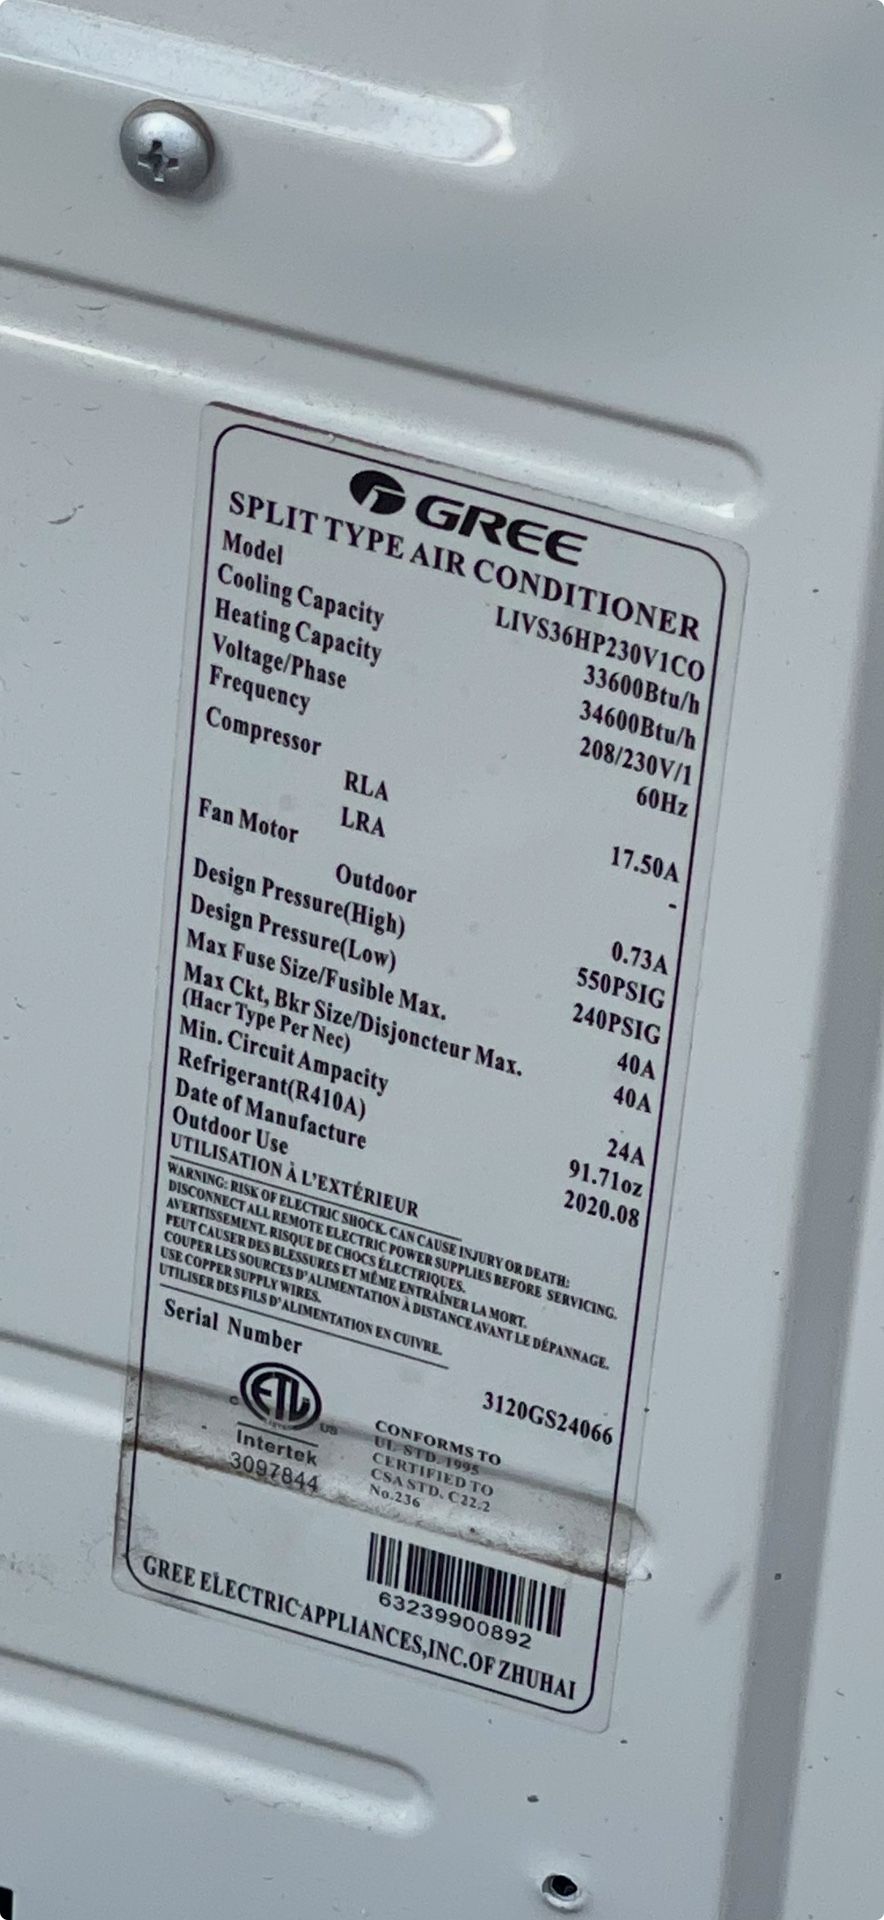 GREE
SPLIT TYPE AIR CONDITIONER
Model LIVS36HP230V1CO
Cooling Capacity 33600Btu/h
Heating Capacity 34600Btu/h
Voltage/Phase 208/230V/1
Frequency 60Hz
Compressor
RLA 17.50A
LRA -
Fan Motor
Outdoor 0.73A
Design Pressure(High) 550PSIG
Design Pressure(Low) 240PSIG
Max Fuse Size/Fusible Max. 40A
Max Ckt, Bkr Size/Disjoncteur Max. 40A
(Hacr Type Per Nec)
Min. Circuit Ampacity 24A
Refrigerant(R410A) 91.71oz
Date of Manufacture 2020.08
Outdoor Use
UTILISATION À L'EXTÉRIEUR
WARNING: RISK OF ELECTRIC SHOCK. CAN CAUSE INJURY OR DEATH:
DISCONNECT ALL REMOTE ELECTRIC POWER SUPPLIES BEFORE SERVICING.
AVERTISSEMENT. RISQUE DE CHOCS ÉLECTRIQUES.
PEUT CAUSER DES BLESSURES ET MÊME ENTRAÎNER LA MORT.
COUPER LES SOURCES D'ALIMENTATION À DISTANCE AVANT LE DÉPANNAGE.
USE COPPER SUPPLY WIRES.
UTILISER DES FILS D'ALIMENTATION EN CUIVRE.
Serial Number 3120GS24066
C ETL US
LISTED
Intertek
3097844
CONFORMS TO
UL STD. 1995
CERTIFIED TO
CSA STD. C22.2
No.236
63239900892
GREE ELECTRIC APPLIANCES,INC.OF ZHUHAI